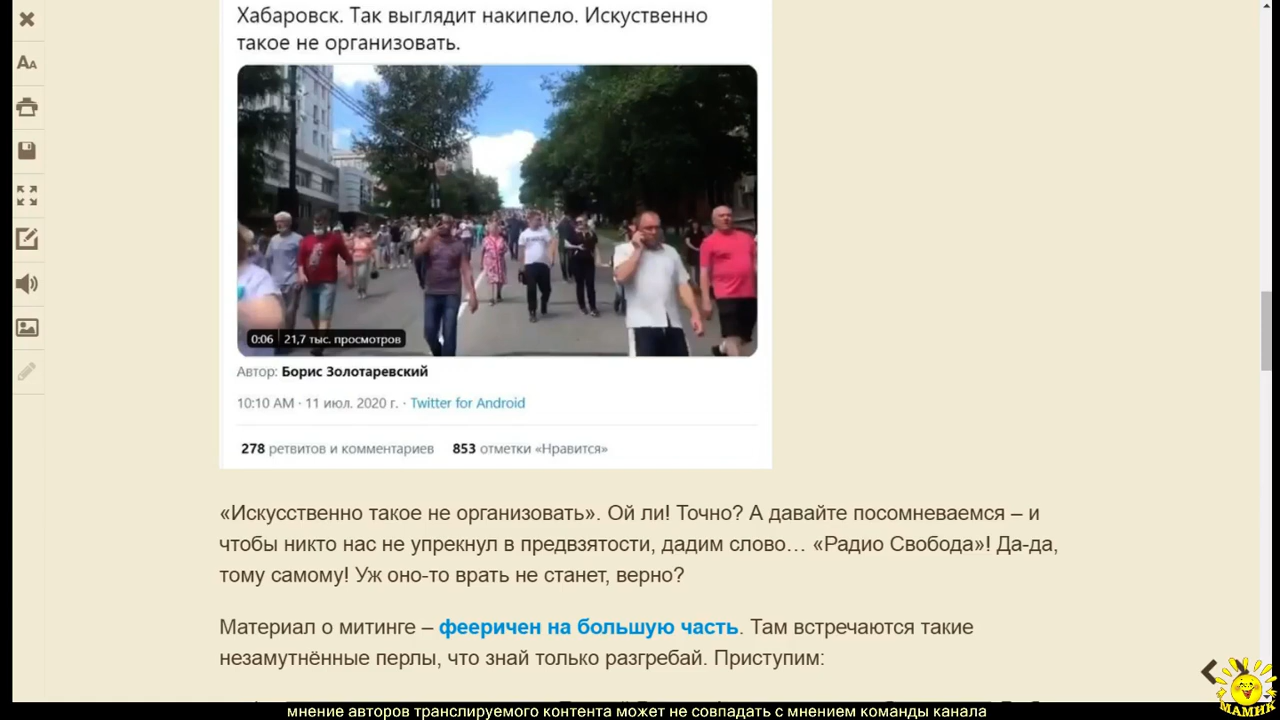 Хабаровск. Так выглядит накипело. Искуственно
такое не организовать.
0:06 21,7 тыс. просмотров
Автор: Борис Золотаревский
10:10 AM · 11 июл. 2020 г. · Twitter for Android
278 ретвитов и комментариев 853 отметки «Нравится»
«Искусственно такое не организовать». Ой ли! Точно? А давайте посомневаемся – и
чтобы никто нас не упрекнул в предвзятости, дадим слово… «Радио Свобода»! Да-да,
тому самому! Уж оно-то врать не станет, верно?
Материал о митинге – фееричен на большую часть. Там встречаются такие
незамутнённые перлы, что знай только разгребай. Приступим:
МАМИК
мнение авторов транслируемого контента может не совпадать с мнением команды канала